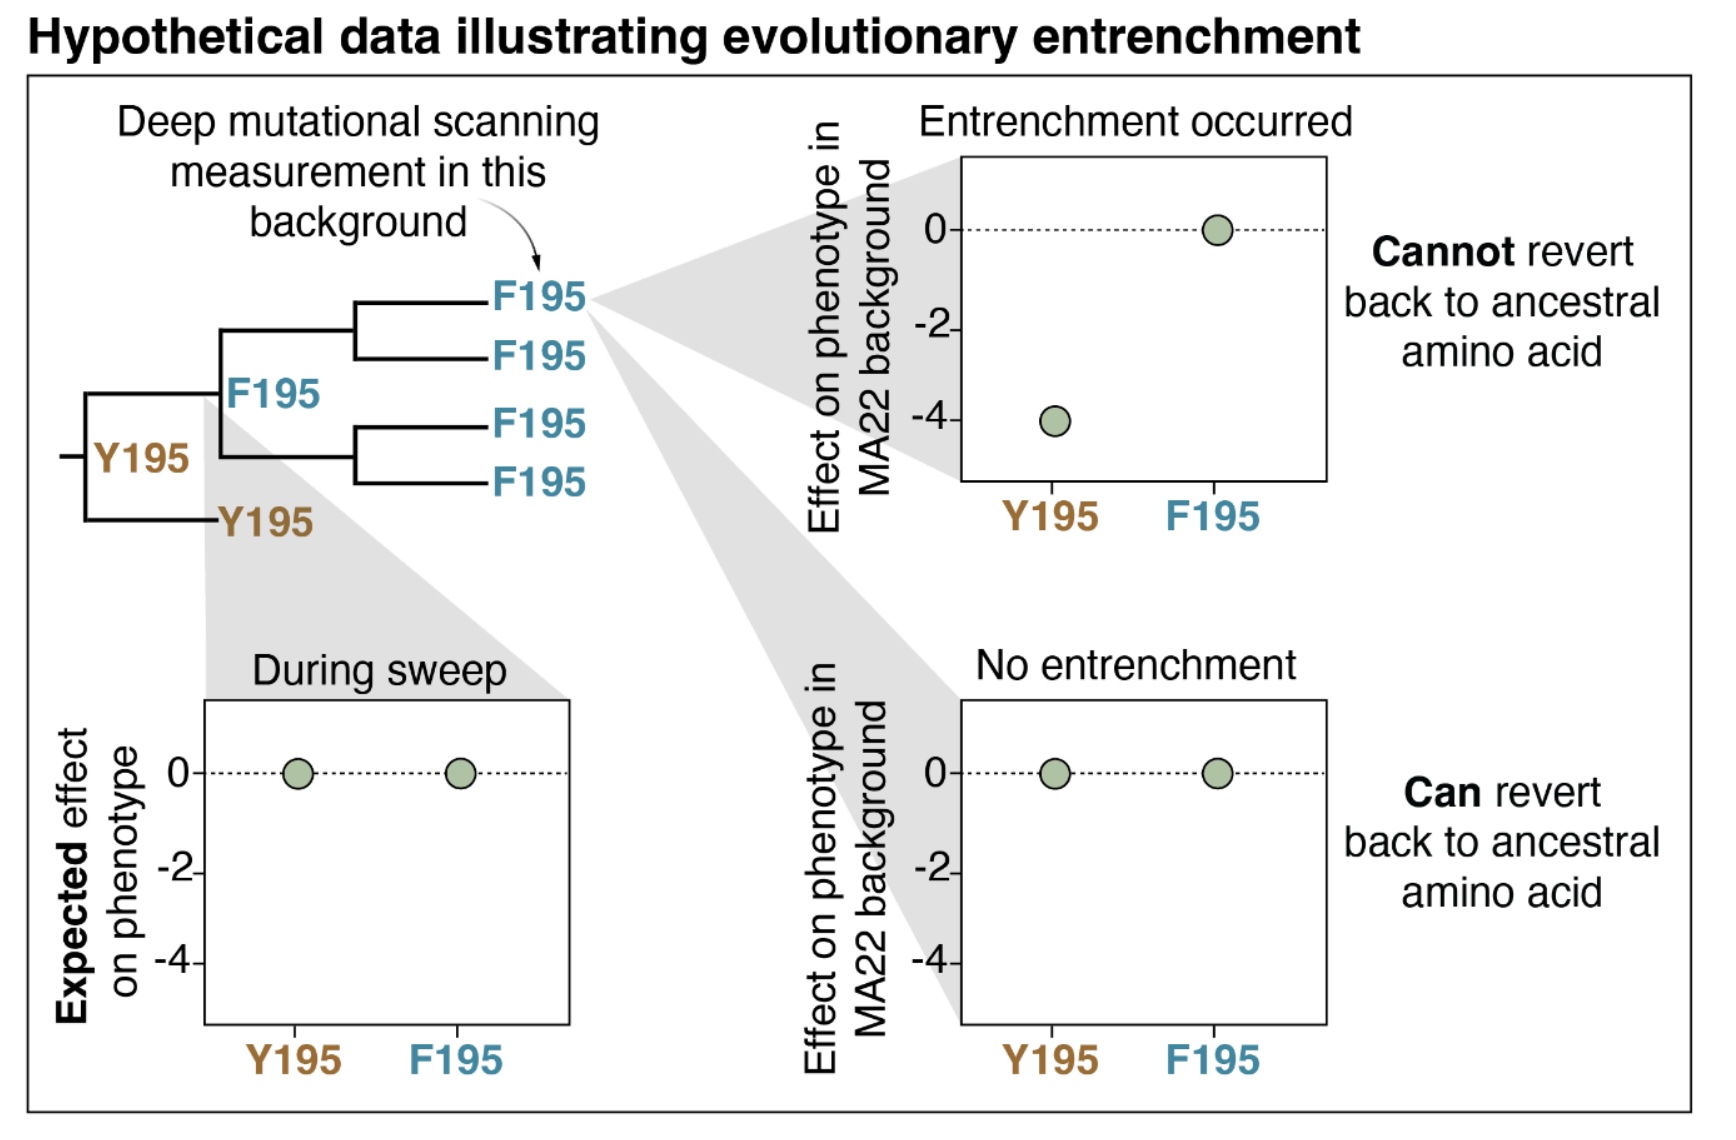 Hypothetical data illustrating evolutionary entrenchment
Deep mutational scanning
measurement in this
background
F195
F195
F195
F195
F195
Y195
Y195
During sweep
Expected effect
on phenotype
0
-2
-4
Y195
F195
Entrenchment occurred
Effect on phenotype in
MA22 background
0
-2
-4
Y195
F195
Cannot revert
back to ancestral
amino acid
No entrenchment
Effect on phenotype in
MA22 background
0
-2
-4
Y195
F195
Can revert
back to ancestral
amino acid